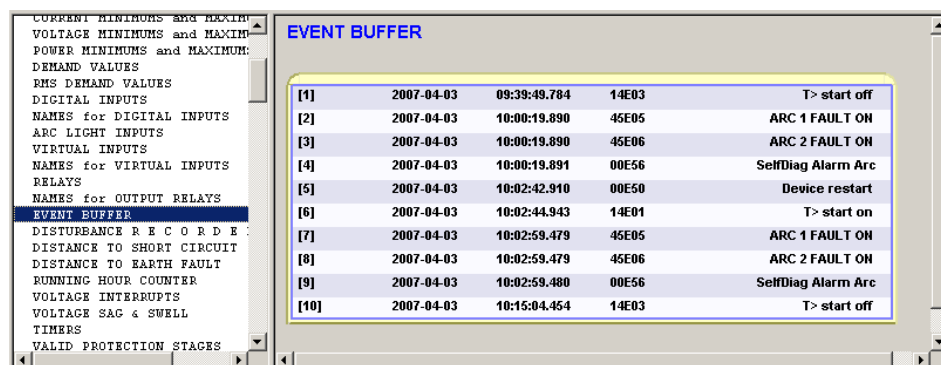 CURRENT MINIMUMS and MAXIM
VOLTAGE MINIMUMS and MAXIM
POWER MINIMUMS and MAXIMUM
DEMAND VALUES
RMS DEMAND VALUES
DIGITAL INPUTS
NAMES for DIGITAL INPUTS
ARC LIGHT INPUTS
VIRTUAL INPUTS
NAMES for VIRTUAL INPUTS
RELAYS
NAMES for OUTPUT RELAYS
EVENT BUFFER
DISTURBANCE R E C O R D E
DISTANCE TO SHORT CIRCUIT
DISTANCE TO EARTH FAULT
RUNNING HOUR COUNTER
VOLTAGE INTERRUPTS
VOLTAGE SAG & SWELL
TIMERS
VALID PROTECTION STAGES
EVENT BUFFER
[1] 2007-04-03 09:39:49.784 14E03 T> start off
[2] 2007-04-03 10:00:19.890 45E05 ARC 1 FAULT ON
[3] 2007-04-03 10:00:19.890 45E06 ARC 2 FAULT ON
[4] 2007-04-03 10:00:19.891 00E56 SelfDiag Alarm Arc
[5] 2007-04-03 10:02:42.910 00E50 Device restart
[6] 2007-04-03 10:02:44.943 14E01 T> start on
[7] 2007-04-03 10:02:59.479 45E05 ARC 1 FAULT ON
[8] 2007-04-03 10:02:59.479 45E06 ARC 2 FAULT ON
[9] 2007-04-03 10:02:59.480 00E56 SelfDiag Alarm Arc
[10] 2007-04-03 10:15:04.454 14E03 T> start off